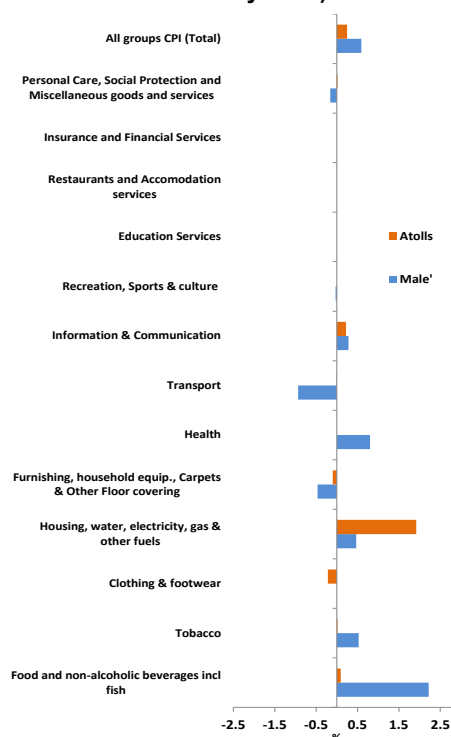 All groups CPI (Total)
Personal Care, Social Protection and
Miscellaneous goods and services
Insurance and Financial Services
Restaurants and Accomodation
services
Education Services
Recreation, Sports & culture
Information & Communication
Transport
Health
Furnishing, household equip., Carpets
& Other Floor covering
Housing, water, electricity, gas &
other fuels
Clothing & footwear
Tobacco
Food and non-alcoholic beverages incl
fish
Atolls
Male'
-2.5 -1.5 -0.5 0.5 1.5 2.5
%